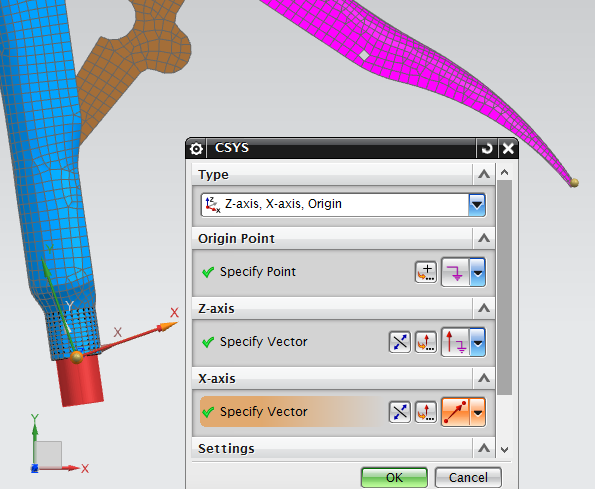 CSYS
Type
Z-axis, X-axis, Origin
Origin Point
Specify Point
Z-axis
Specify Vector
X-axis
Specify Vector
Settings
OK Cancel
Y
X
X
Y
X